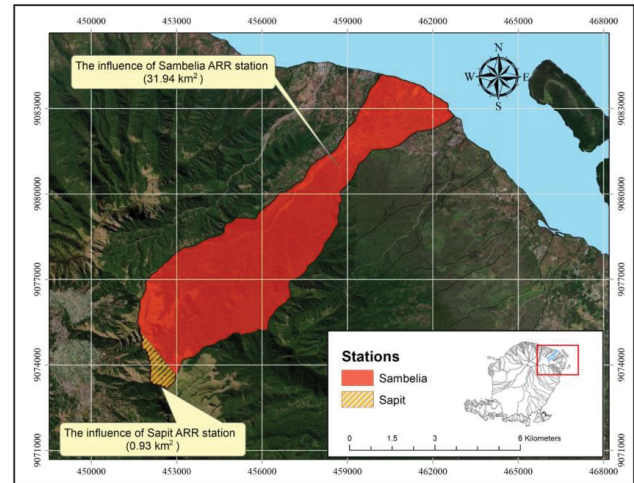 450000 453000 456000 459000 462000 465000 468000
The influence of Sambelia ARR station
(31.94 km²)
N
W E
S
9083000 9083000
9080000 9080000
9077000 9077000
9074000 9074000
9071000 9071000
Stations
Sambelia
Sapit
The influence of Sapit ARR station
(0.93 km²)
0 1.5 3 6 Kilometers
450000 453000 456000 459000 462000 465000 468000